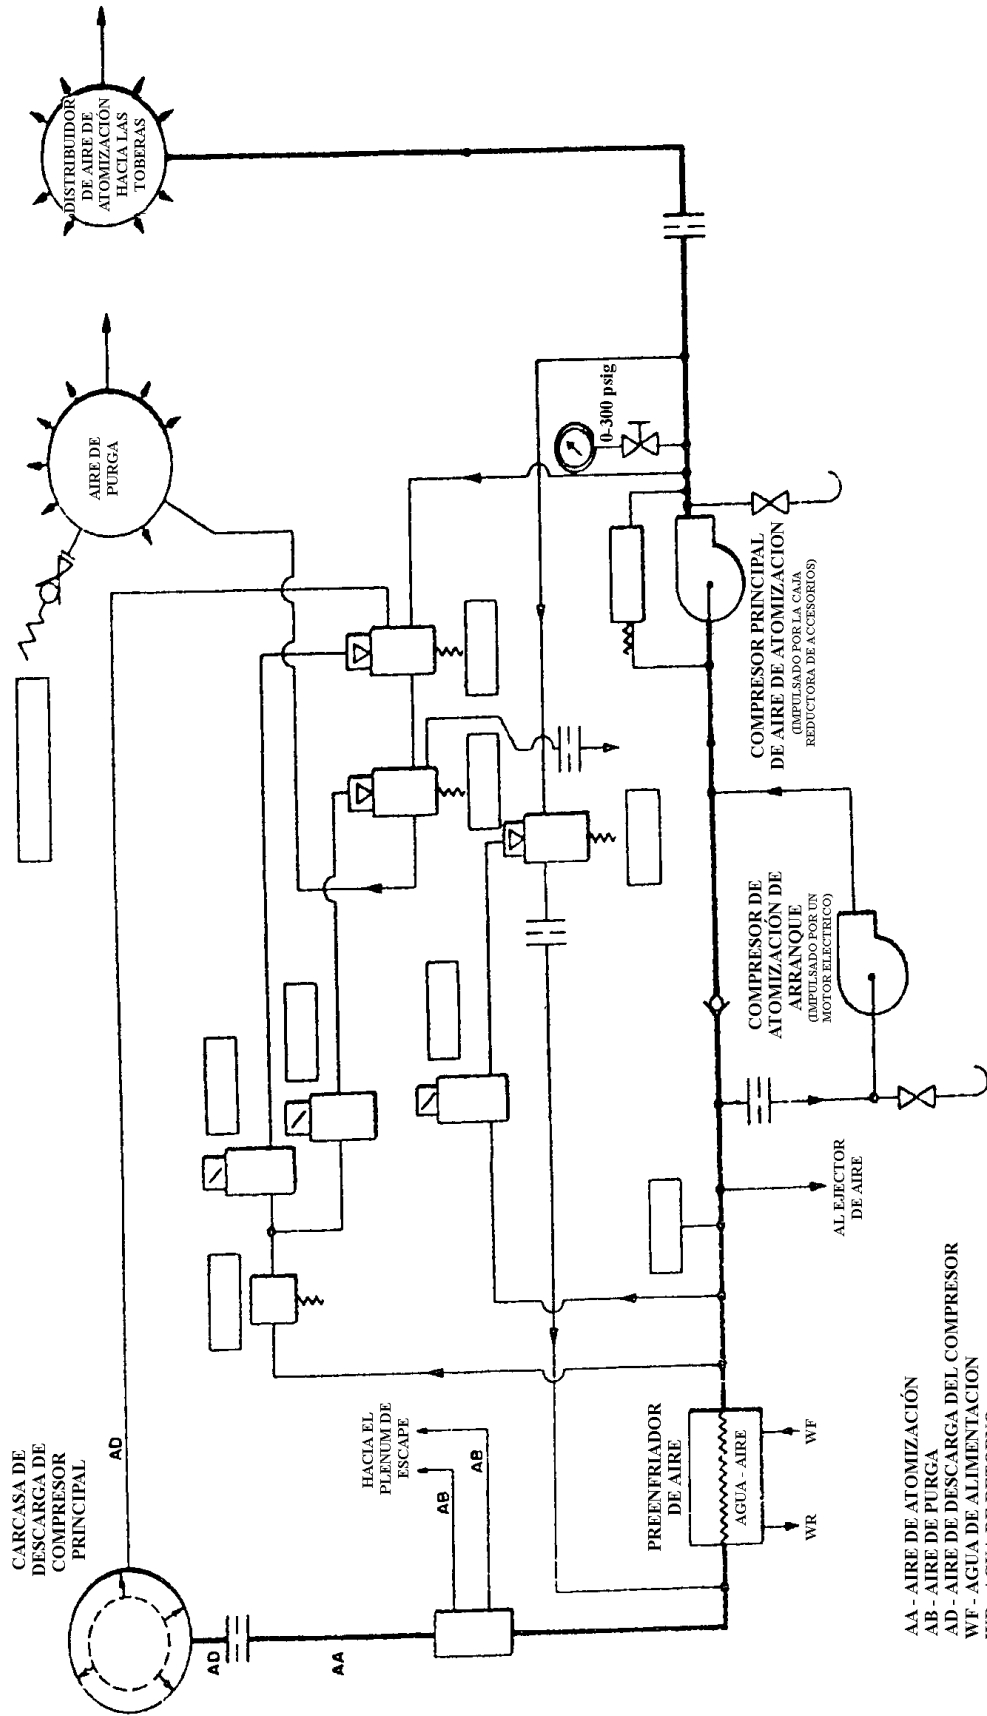 DISTRIBUIDOR
DE AIRE DE
ATOMIZACIÓN
HACIA LAS
TOBERAS
AIRE DE
PURGA
0-300 psig
COMPRESOR PRINCIPAL
DE AIRE DE ATOMIZACION
(IMPULSADO POR LA CAJA
REDUCTORA DE ACCESORIOS)
COMPRESOR DE
ATOMIZACIÓN DE
ARRANQUE
(IMPULSADO POR UN
MOTOR ELECTRICO)
AL EJECTOR
DE AIRE
CARCASA DE
DESCARGA DE
COMPRESOR
PRINCIPAL
AD
AD
AA
HACIA EL
PLENUM DE
ESCAPE
AB
AB
PREENFRIADOR
DE AIRE
AGUA - AIRE
WF
WR
AA - AIRE DE ATOMIZACIÓN
AB - AIRE DE PURGA
AD - AIRE DE DESCARGA DEL COMPRESOR
WF - AGUA DE ALIMENTACION